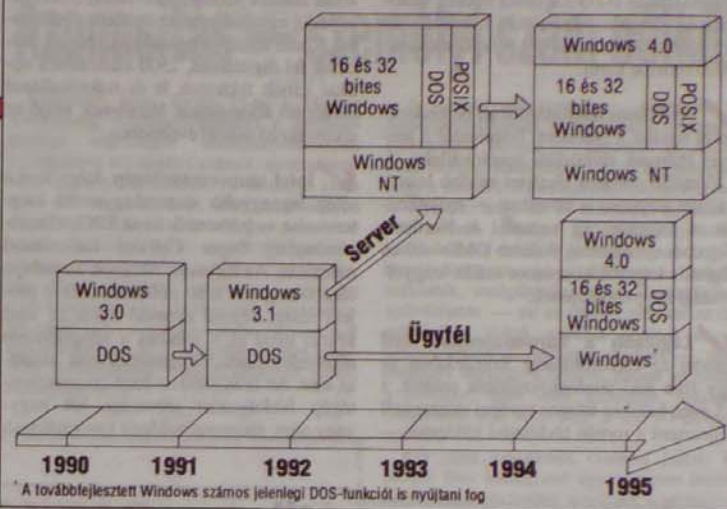 16 és 32
bites
Windows
DOS
POSIX
Windows
NT
Windows 4.0
16 és 32
bites
Windows
DOS
POSIX
Windows NT
Server
Windows
3.0
DOS
Windows
3.1
DOS
Ügyfél
Windows
4.0
16 és 32
bites
Windows
DOS
Windows*
1990
1991
1992
1993
1994
1995
* A továbbfejlesztett Windows számos jelenlegi DOS-funkciót is nyújtani fog